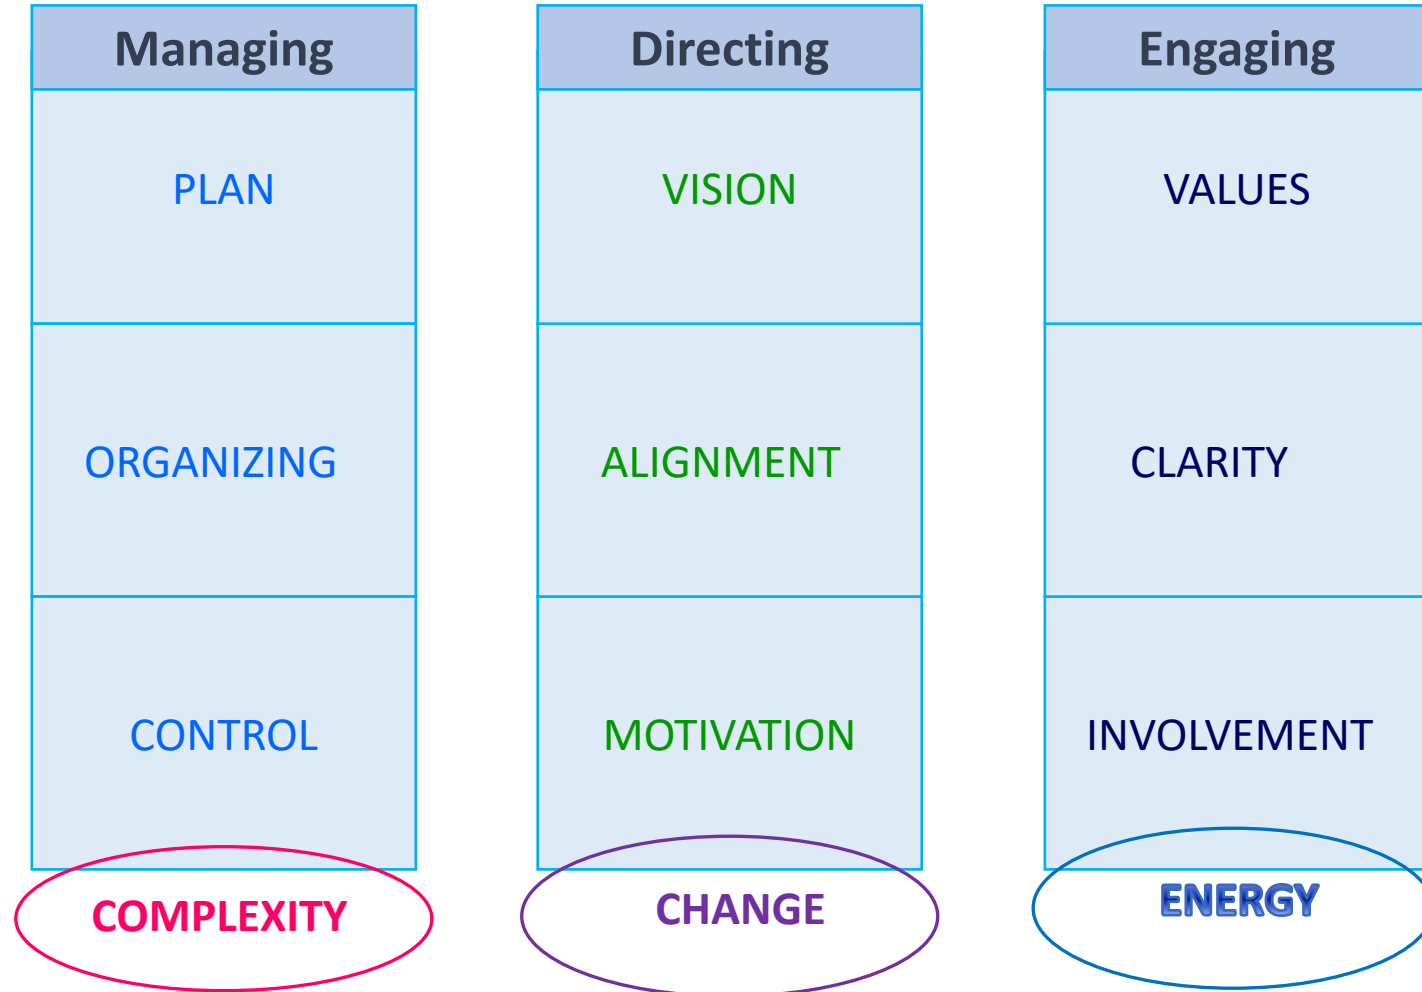 Managing
PLAN
ORGANIZING
CONTROL
COMPLEXITY
Directing
VISION
ALIGNMENT
MOTIVATION
CHANGE
Engaging
VALUES
CLARITY
INVOLVEMENT
ENERGY